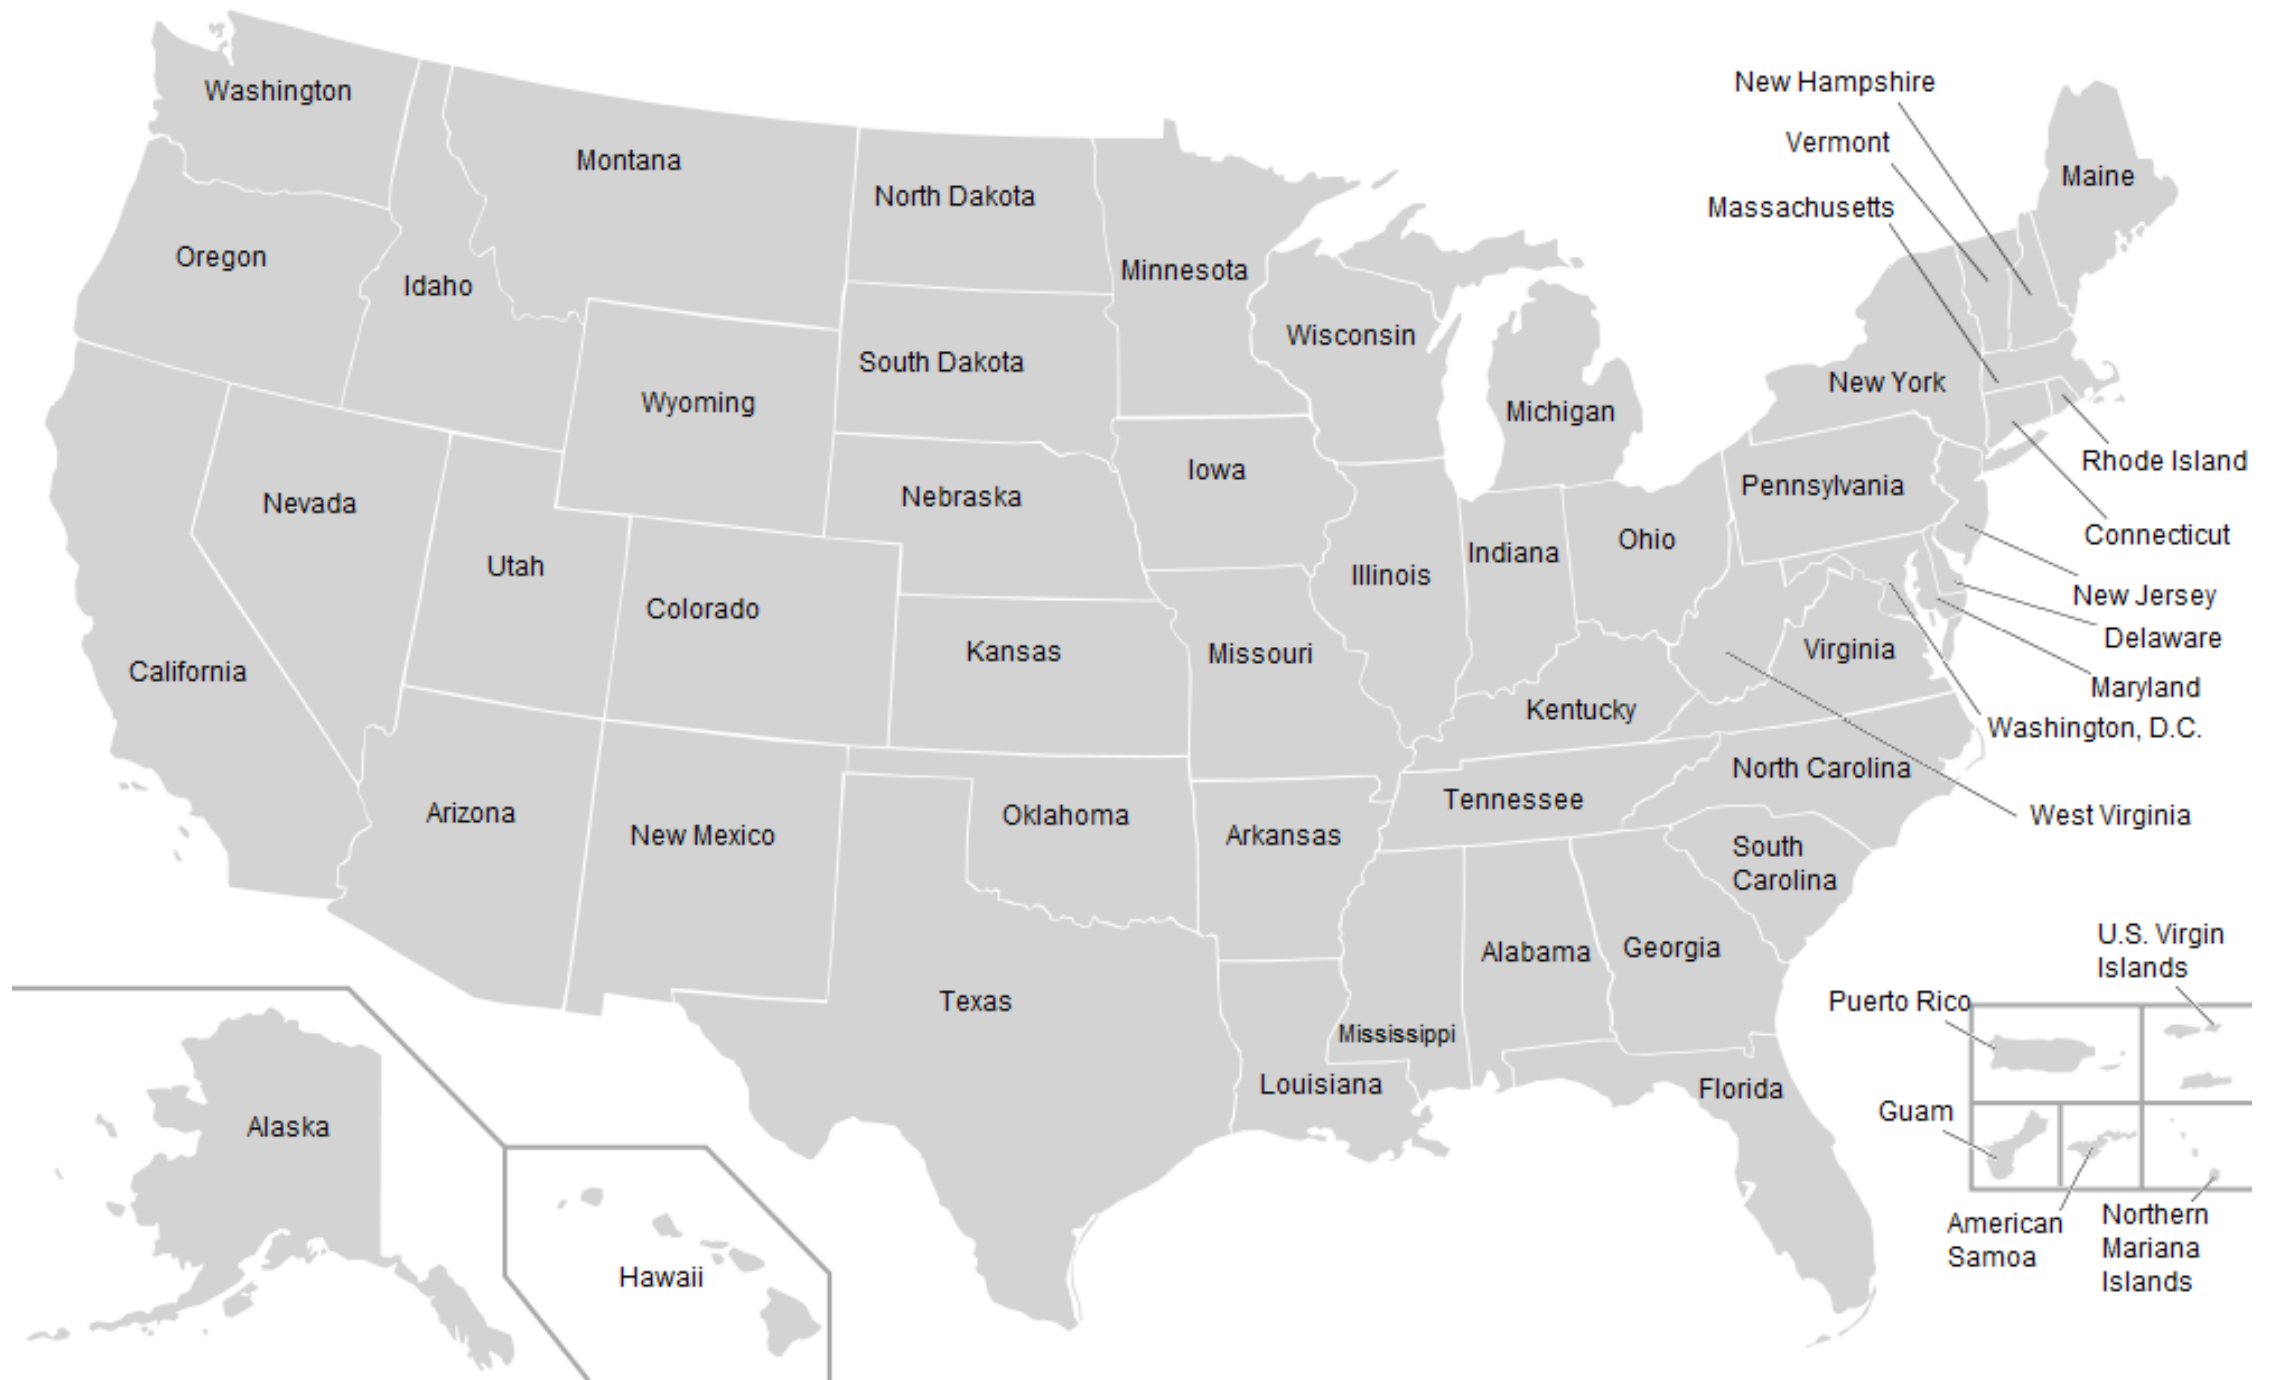 Washington
New Hampshire
Vermont
Montana
Maine
North Dakota
Massachusetts
Oregon
Minnesota
Idaho
Wisconsin
South Dakota
New York
Wyoming
Michigan
Rhode Island
Iowa
Pennsylvania
Nebraska
Nevada
Connecticut
Ohio
Indiana
Utah
Illinois
New Jersey
Colorado
Delaware
Virginia
Kansas
Missouri
California
Maryland
Kentucky
Washington, D.C.
North Carolina
Tennessee
Arizona
Oklahoma
West Virginia
New Mexico
Arkansas
South
Carolina
U.S. Virgin
Islands
Georgia
Alabama
Texas
Puerto Rico
Mississippi
Louisiana
Florida
Guam
Alaska
American
Samoa
Northern
Mariana
Islands
Hawaii